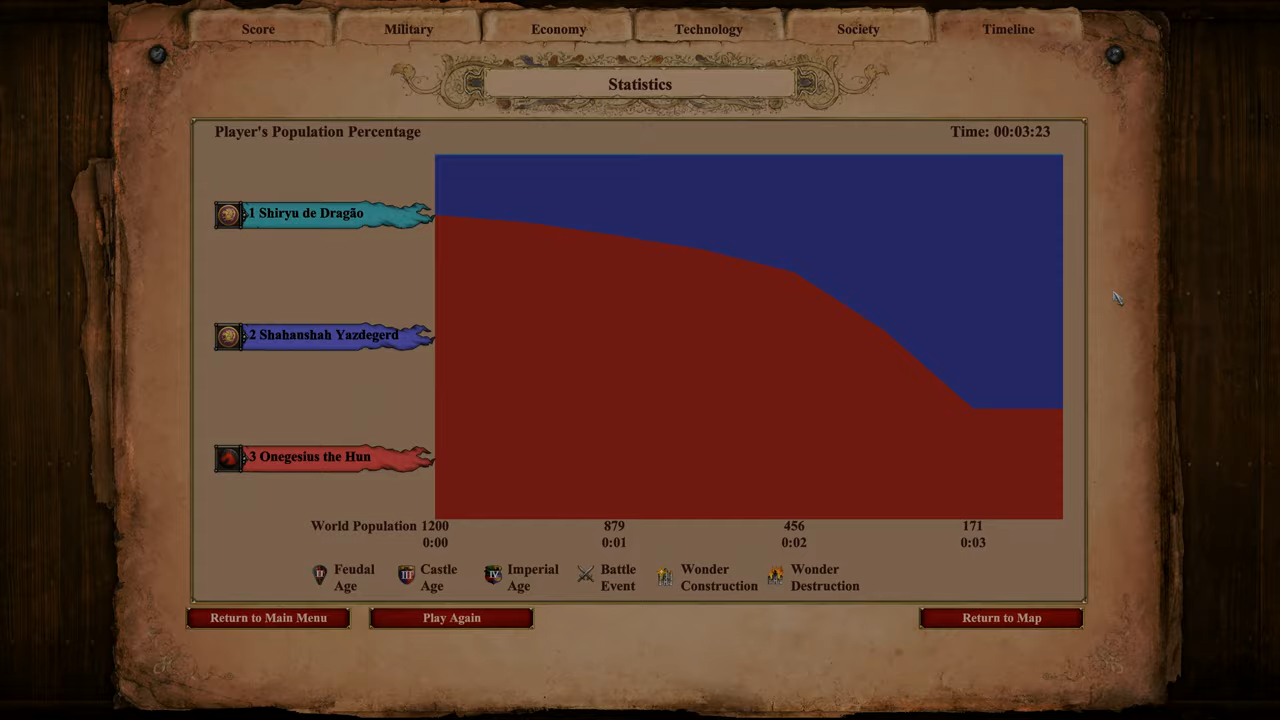 Score Military Economy Technology Society Timeline
Statistics
Player's Population Percentage Time: 00:03:23
1 Shiryu de Dragão
2 Shahanshah Yazdegerd
3 Onegesius the Hun
World Population 1200 879 456 171
0:00 0:01 0:02 0:03
Feudal Age
Castle Age
Imperial Age
Battle Event
Wonder Construction
Wonder Destruction
Return to Main Menu Play Again Return to Map